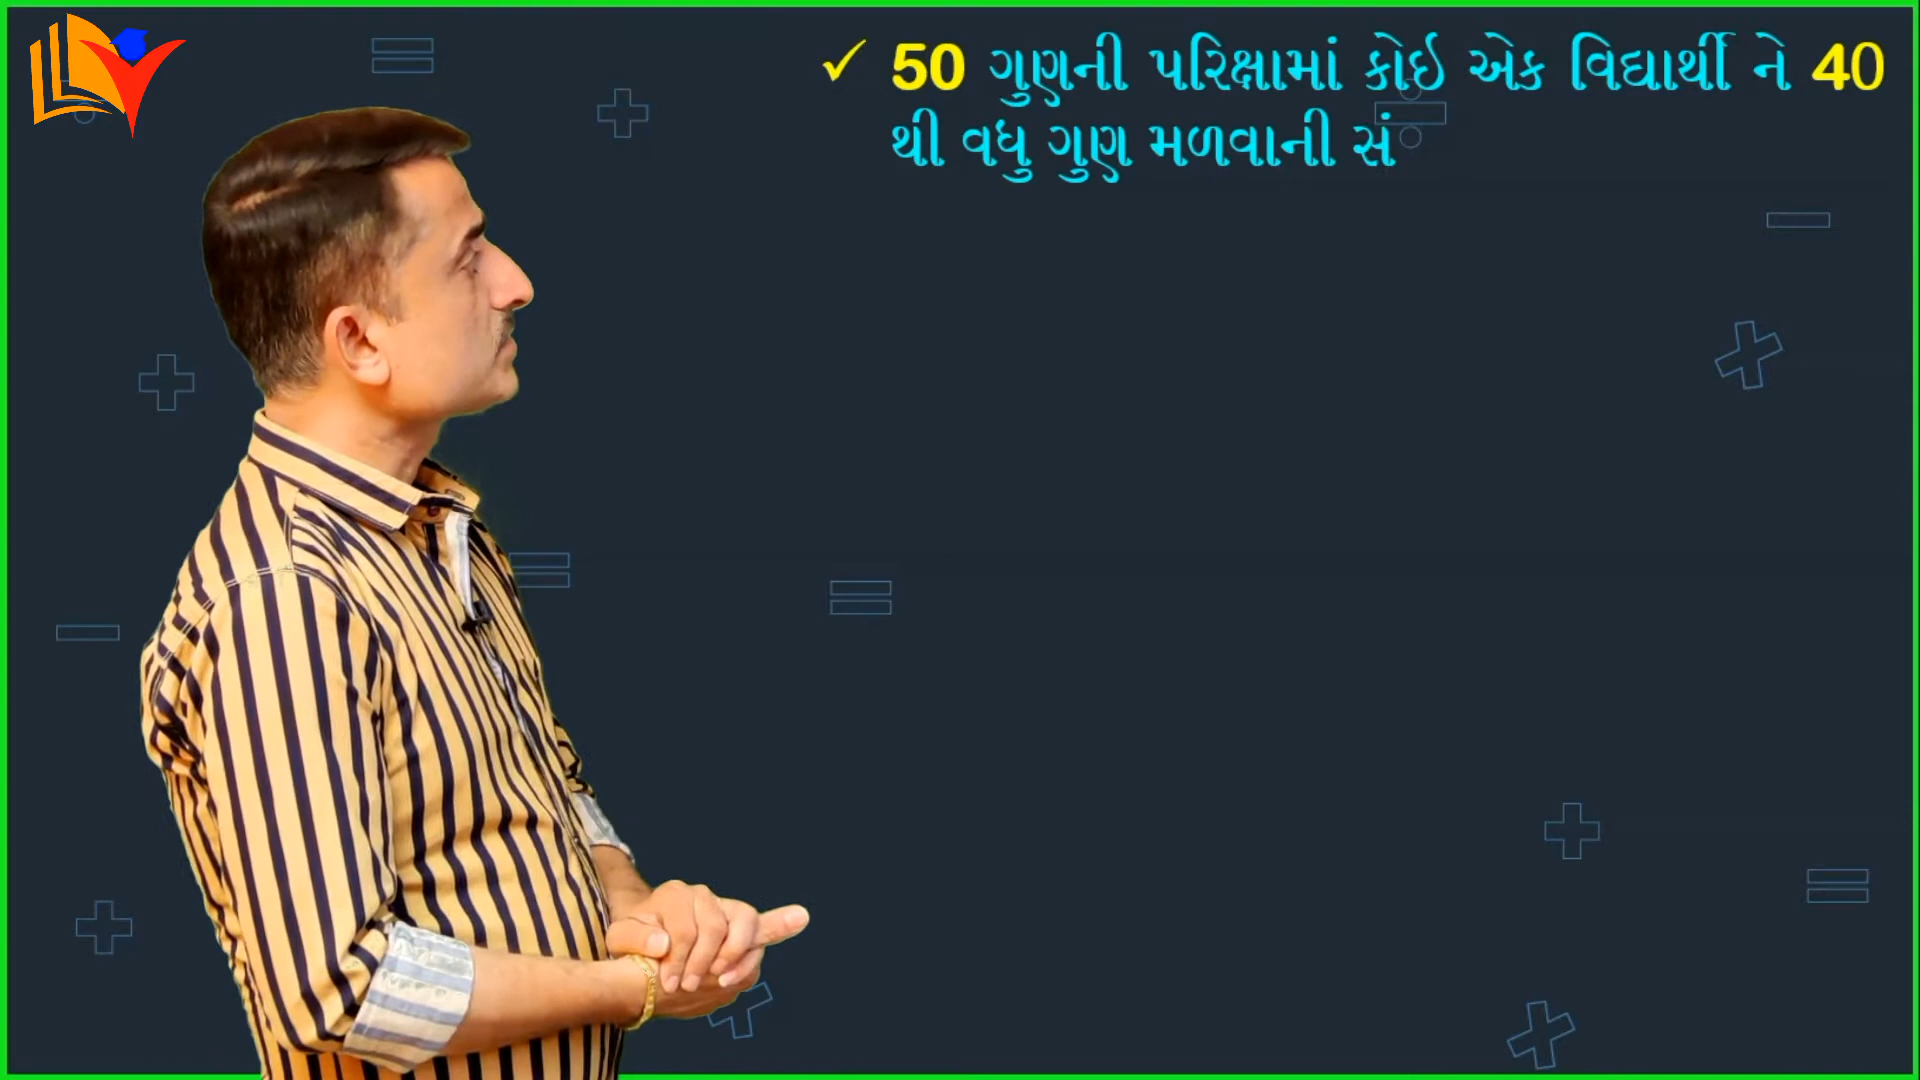 ✓ 50 ગુણની પરિક્ષામાં કોઇ એક વિદ્યાર્થી ને 40
થી વધુ ગુણ મળવાની સં